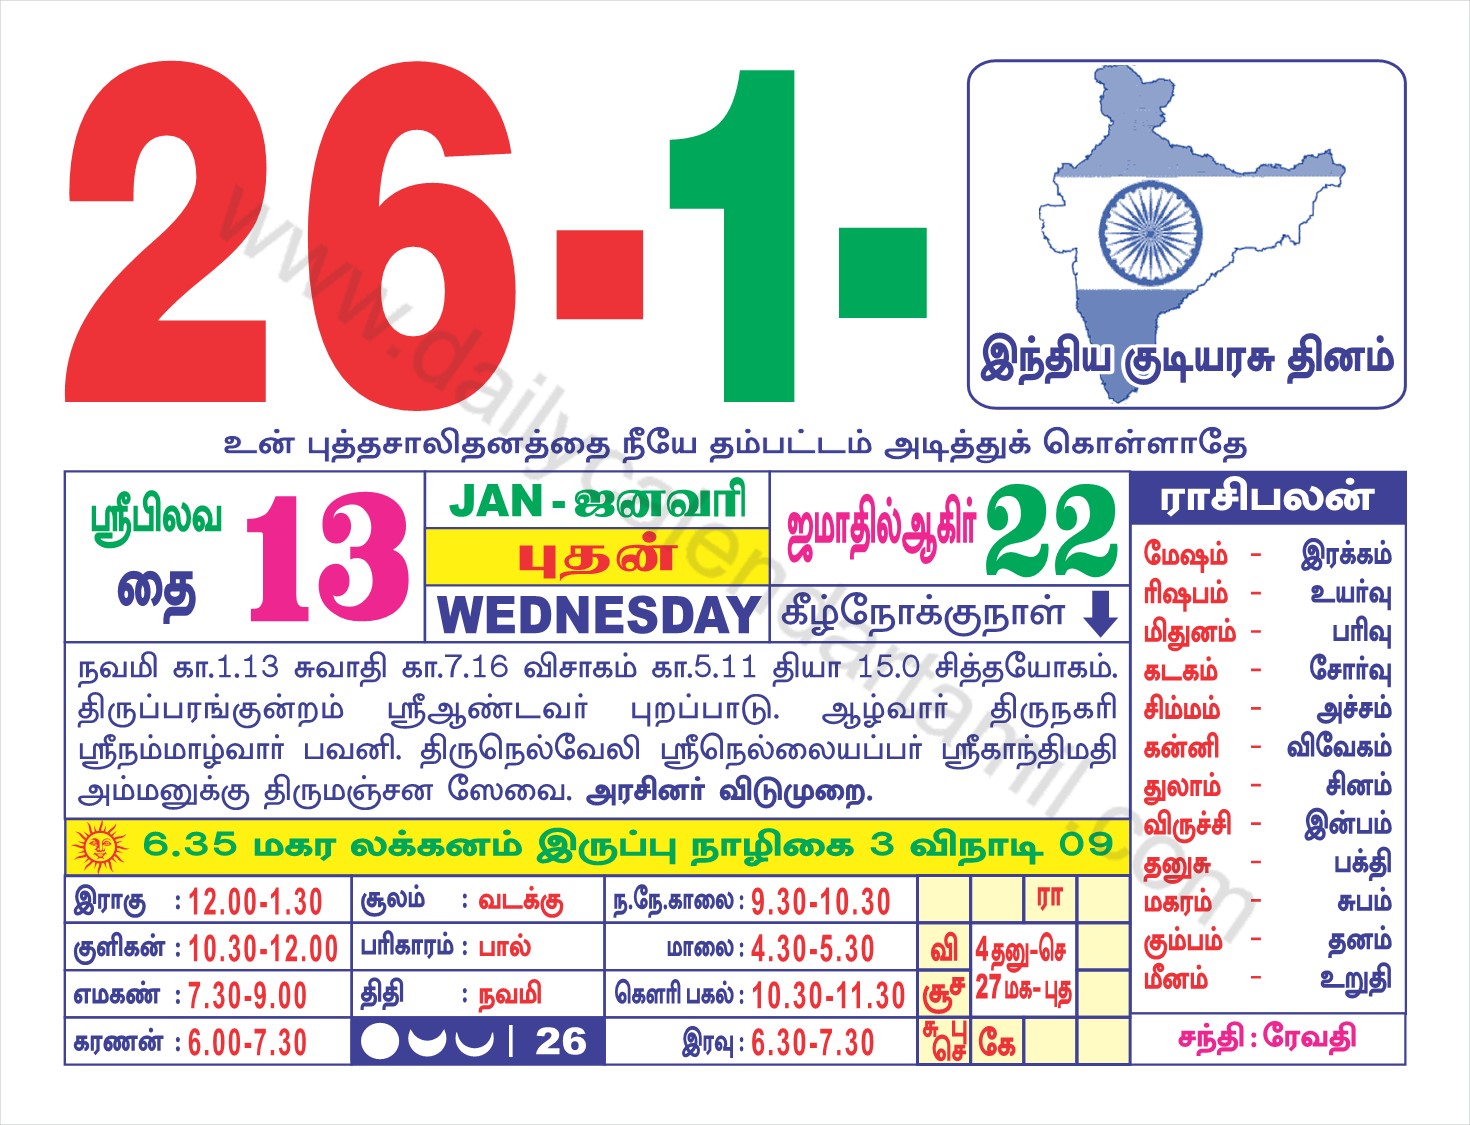 26-1-
இந்திய குடியரசு தினம்
உன் புத்தசாலிதனத்தை நீயே தம்பட்டம் அடித்துக் கொள்ளாதே
ஸ்ரீபிலவ
தை
13
JAN - ஜனவரி
புதன்
WEDNESDAY
ஜமாதில்ஆகிர் 22
கீழ்நோக்குநாள்
நவமி கா.1.13 சுவாதி கா.7.16 விசாகம் கா.5.11 தியா 15.0 சித்தயோகம்.
திருப்பரங்குன்றம் ஸ்ரீஆண்டவர் புறப்பாடு. ஆழ்வார் திருநகரி
ஸ்ரீநம்மாழ்வார் பவனி. திருநெல்வேலி ஸ்ரீநெல்லையப்பர் ஸ்ரீகாந்திமதி
அம்மனுக்கு திருமஞ்சன ஸேவை. அரசினர் விடுமுறை.
6.35 மகர லக்கனம் இருப்பு நாழிகை 3 விநாடி 09
இராகு : 12.00-1.30
குளிகன் : 10.30-12.00
எமகண் : 7.30-9.00
கரணன் : 6.00-7.30
சூலம் : வடக்கு
பரிகாரம் : பால்
திதி : நவமி
| 26
ந.நே.காலை : 9.30-10.30
மாலை : 4.30-5.30
கௌரி பகல் : 10.30-11.30
இரவு : 6.30-7.30
ரா
வி
4தனு-செ
27மக-புத
சூச
சு பு
செ
கே
ராசிபலன்
மேஷம் - இரக்கம்
ரிஷபம் - உயர்வு
மிதுனம் - பரிவு
கடகம் - சோர்வு
சிம்மம் - அச்சம்
கன்னி - விவேகம்
துலாம் - சினம்
விருச்சி - இன்பம்
தனுசு - பக்தி
மகரம் - சுபம்
கும்பம் - தனம்
மீனம் - உறுதி
சந்தி : ரேவதி
www.dailycalendartamil.com